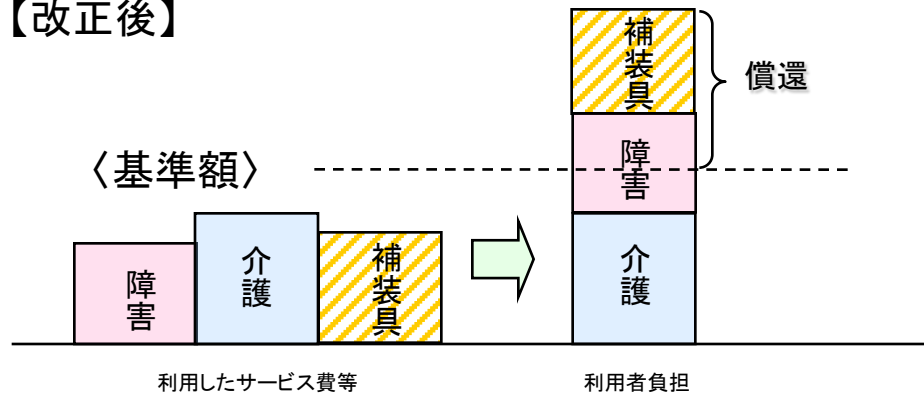 【改正後】
補装具
償還
障害
〈基準額〉
障害
介護
補装具
介護
利用したサービス費等
利用者負担